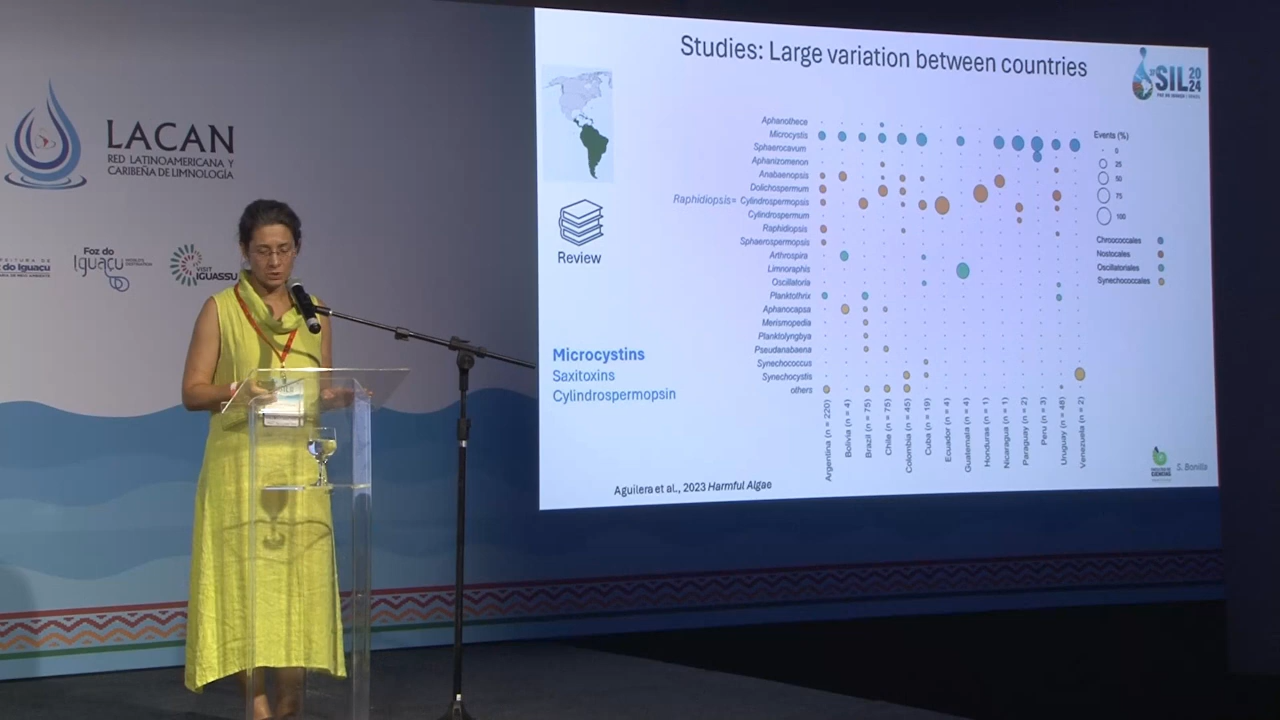 LACAN
RED LATINOAMERICANA Y
CARIBEÑA DE LIMNOLOGÍA
Foz do
Iguaçu
VISIT
IGUASSU
Studies: Large variation between countries
SIL 20
24
Review
Microcystins
Saxitoxins
Cylindrospermopsin
Aphanothece
Microcystis
Sphaerocavum
Aphanizomenon
Anabaenopsis
Dolichospermum
Raphidiopsis= Cylindrospermopsis
Cylindrospermum
Raphidiopsis
Sphaerospermopsis
Arthrospira
Limnoraphis
Oscillatoria
Planktothrix
Aphanocapsa
Merismopedia
Planktolyngbya
Pseudanabaena
Synechococcus
Synechocystis
others
Argentina (n = 220)
Bolivia (n = 4)
Brazil (n = 75)
Chile (n = 75)
Colombia (n = 45)
Cuba (n = 19)
Ecuador (n = 4)
Guatemala (n = 4)
Honduras (n = 1)
Nicaragua (n = 1)
Paraguay (n = 2)
Peru (n = 3)
Uruguay (n = 48)
Venezuela (n = 2)
Events (%)
0
25
50
75
100
Chroococcales
Nostocales
Oscillatoriales
Synechococcales
Aguilera et al., 2023 Harmful Algae
S. Bonilla